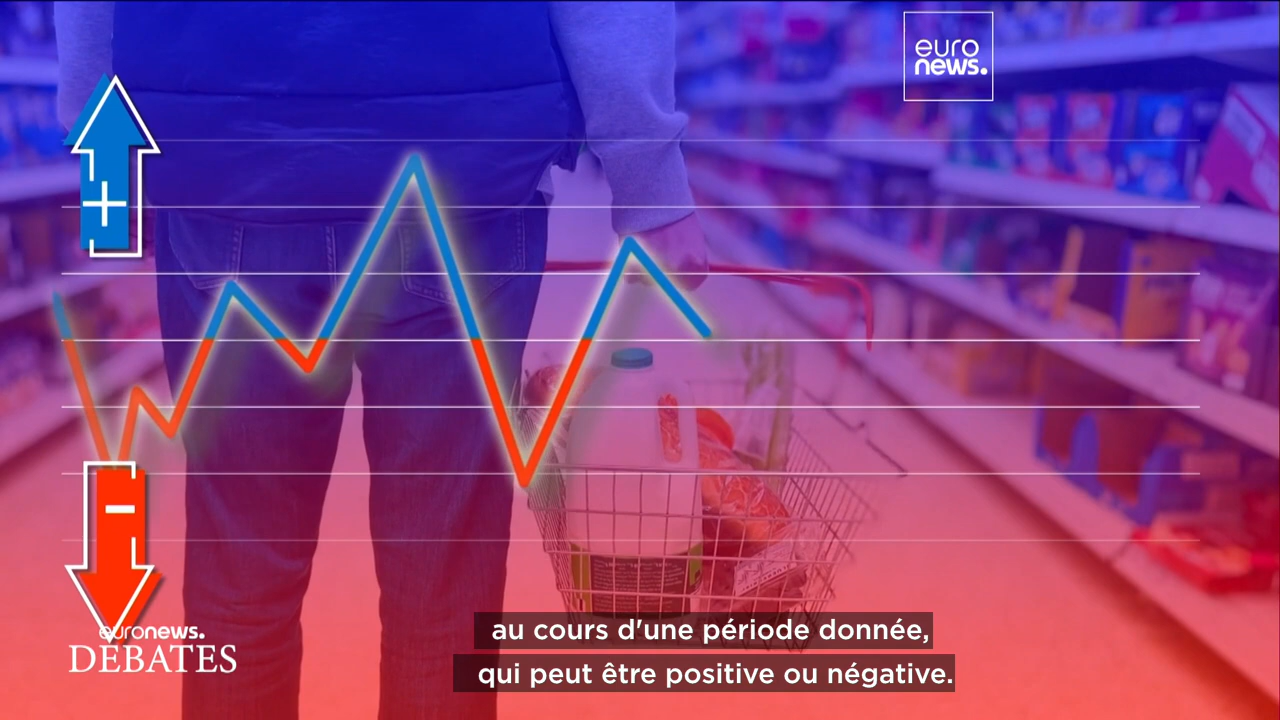 euro
news.
+
-
euronews.
DEBATES
au cours d'une période donnée,
qui peut être positive ou négative.